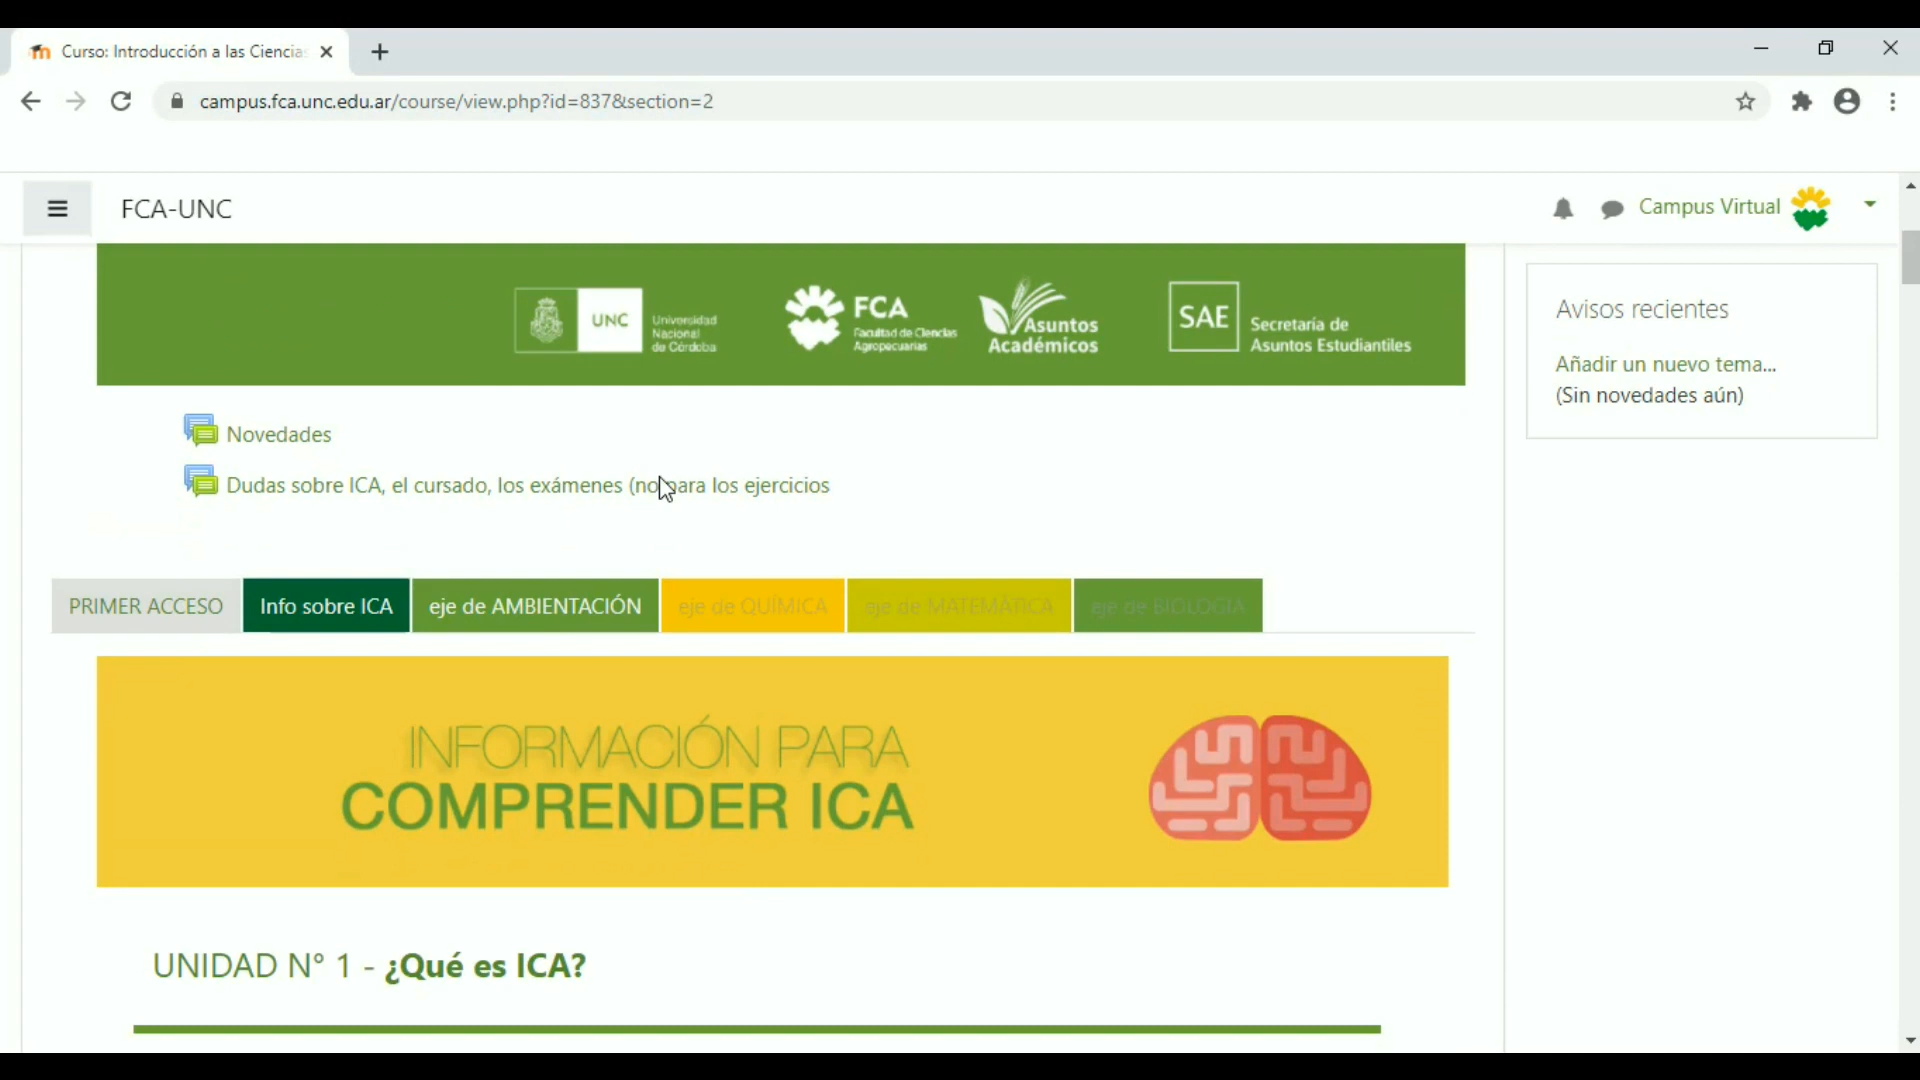 Curso: Introducción a las Ciencia
campus.fca.unc.edu.ar/course/view.php?id=837&section=2
FCA-UNC
Campus Virtual
UNC
Universidad
Nacional
de Córdoba
FCA
Facultad de Ciencias
Agropecuarias
Asuntos
Académicos
SAE
Secretaría de
Asuntos Estudiantiles
Avisos recientes
Añadir un nuevo tema...
(Sin novedades aún)
Novedades
Dudas sobre ICA, el cursado, los exámenes (no para los ejercicios
PRIMER ACCESO
Info sobre ICA
eje de AMBIENTACIÓN
eje de QUÍMICA
eje de MATEMÁTICA
eje de BIOLOGÍA
INFORMACIÓN PARA
COMPRENDER ICA
UNIDAD N° 1 - ¿Qué es ICA?